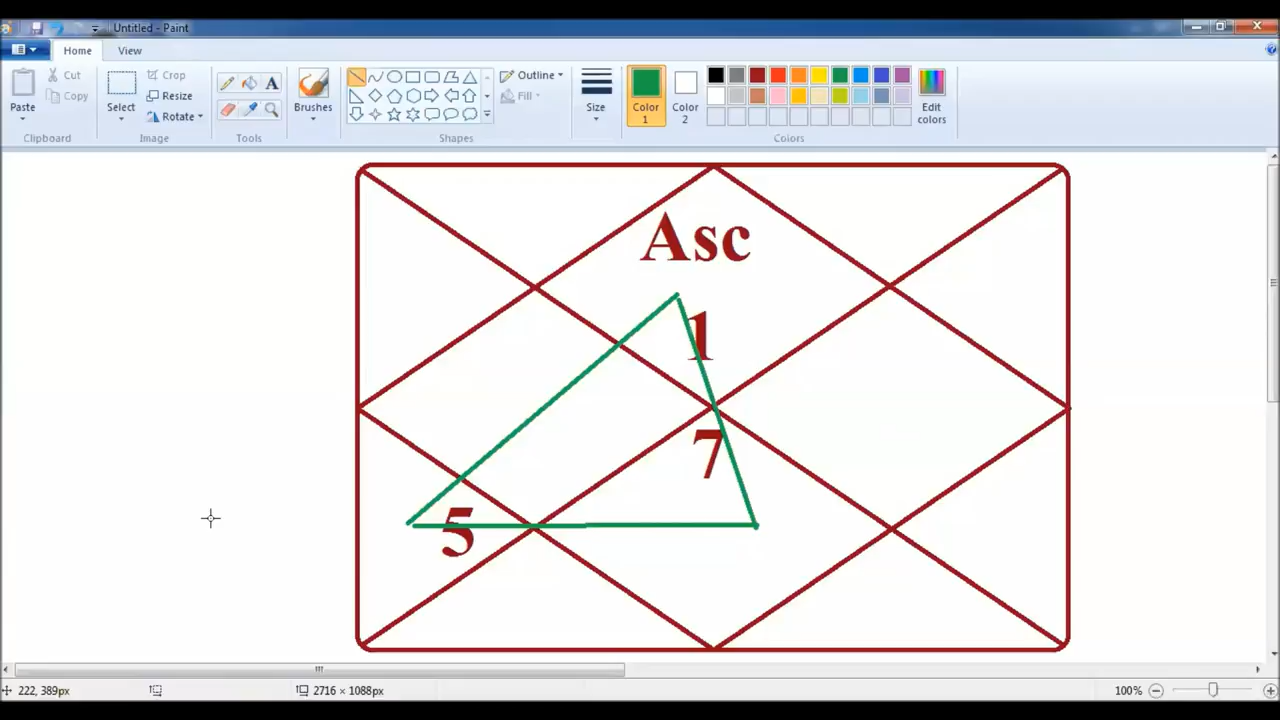 Untitled - Paint
Home View
Paste
Cut
Copy
Clipboard
Select
Crop
Resize
Rotate
Image
A
Tools
Brushes
Outline
Fill
Shapes
Size
Color 1
Color 2
Edit colors
Colors
Asc
1
7
5
222, 389px
2716 × 1088px
100%